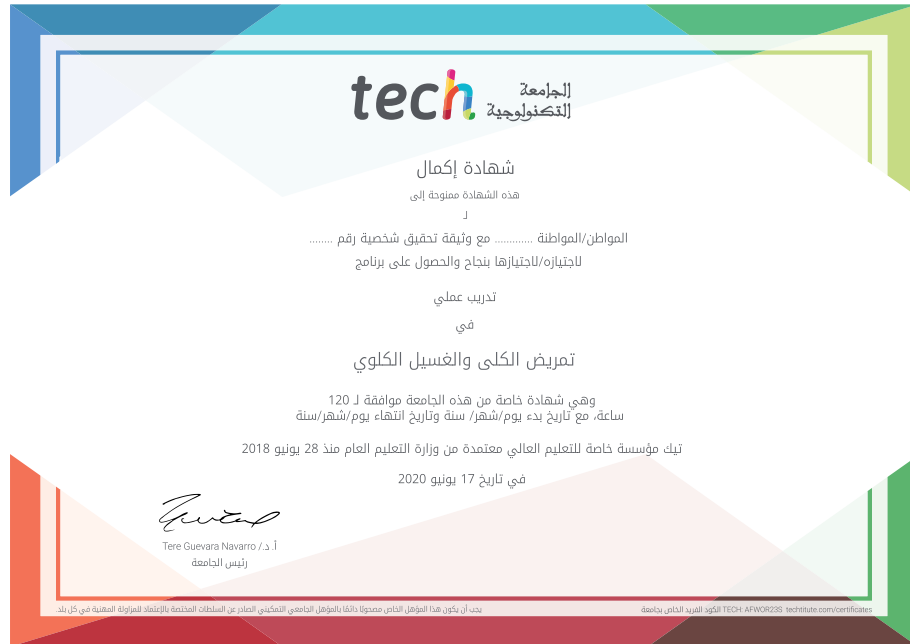 tech الجامعة
التكنولوجية
شهادة إكمال
هذه الشهادة ممنوحة إلى
لـ
المواطن/المواطنة ............. مع وثيقة تحقيق شخصية رقم ........
لاجتيازه/لاجتيازها بنجاح والحصول على برنامج
تدريب عملي
في
تمريض الكلى والغسيل الكلوي
وهي شهادة خاصة من هذه الجامعة موافقة لـ 120
ساعة، مع تاريخ بدء يوم/شهر/ سنة وتاريخ انتهاء يوم/شهر/سنة
تيك مؤسسة خاصة للتعليم العالي معتمدة من وزارة التعليم العام منذ 28 يونيو 2018
في تاريخ 17 يونيو 2020
أ. د./ Tere Guevara Navarro
رئيس الجامعة
يجب أن يكون هذا المؤهل الخاص مصحوبًا دائمًا بالمؤهل الجامعي التمكيني الصادر عن السلطات المختصة بالإعتماد للمزاولة المهنية في كل بلد.
الكود الفريد الخاص بجامعة TECH: AFWOR23S techtitute.com/certificates